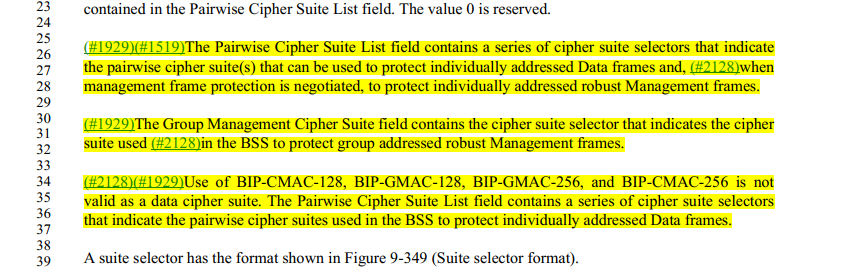 23 contained in the Pairwise Cipher Suite List field. The value 0 is reserved.
24
25
26 (#1929)(#1519)The Pairwise Cipher Suite List field contains a series of cipher suite selectors that indicate
27 the pairwise cipher suite(s) that can be used to protect individually addressed Data frames and, (#2128)when
28 management frame protection is negotiated, to protect individually addressed robust Management frames.
29
30 (#1929)The Group Management Cipher Suite field contains the cipher suite selector that indicates the cipher
31
32 suite used (#2128)in the BSS to protect group addressed robust Management frames.
33
34 (#2128)(#1929)Use of BIP-CMAC-128, BIP-GMAC-128, BIP-GMAC-256, and BIP-CMAC-256 is not
35 valid as a data cipher suite. The Pairwise Cipher Suite List field contains a series of cipher suite selectors
36 that indicate the pairwise cipher suites used in the BSS to protect individually addressed Data frames.
37
38
39 A suite selector has the format shown in Figure 9-349 (Suite selector format).